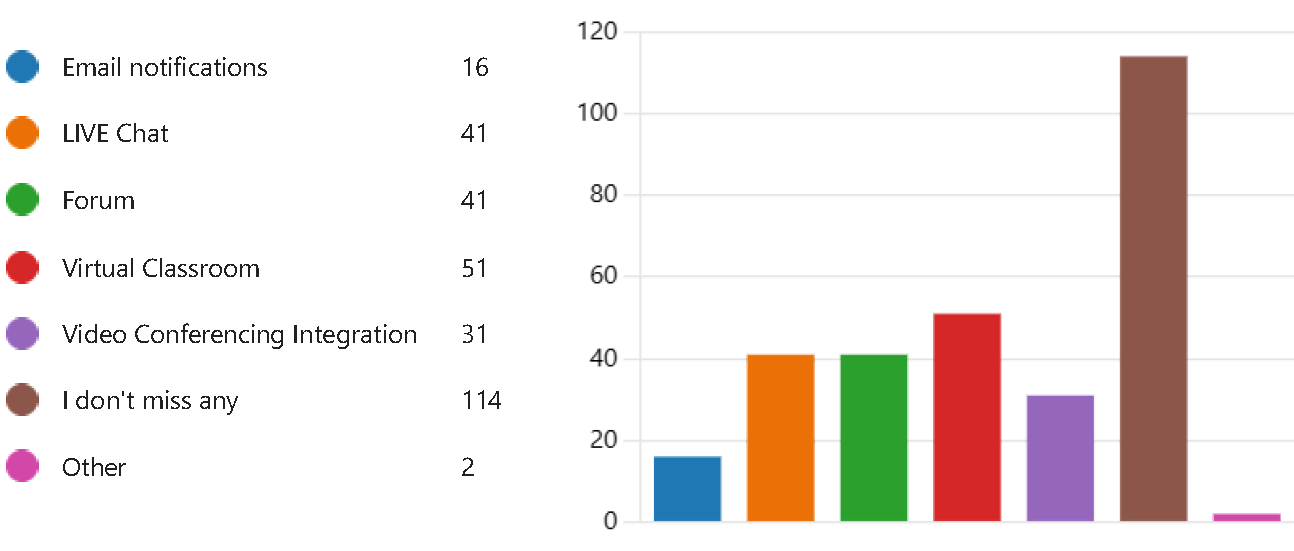 Email notifications 16
LIVE Chat 41
Forum 41
Virtual Classroom 51
Video Conferencing Integration 31
I don't miss any 114
Other 2
120
100
80
60
40
20
0